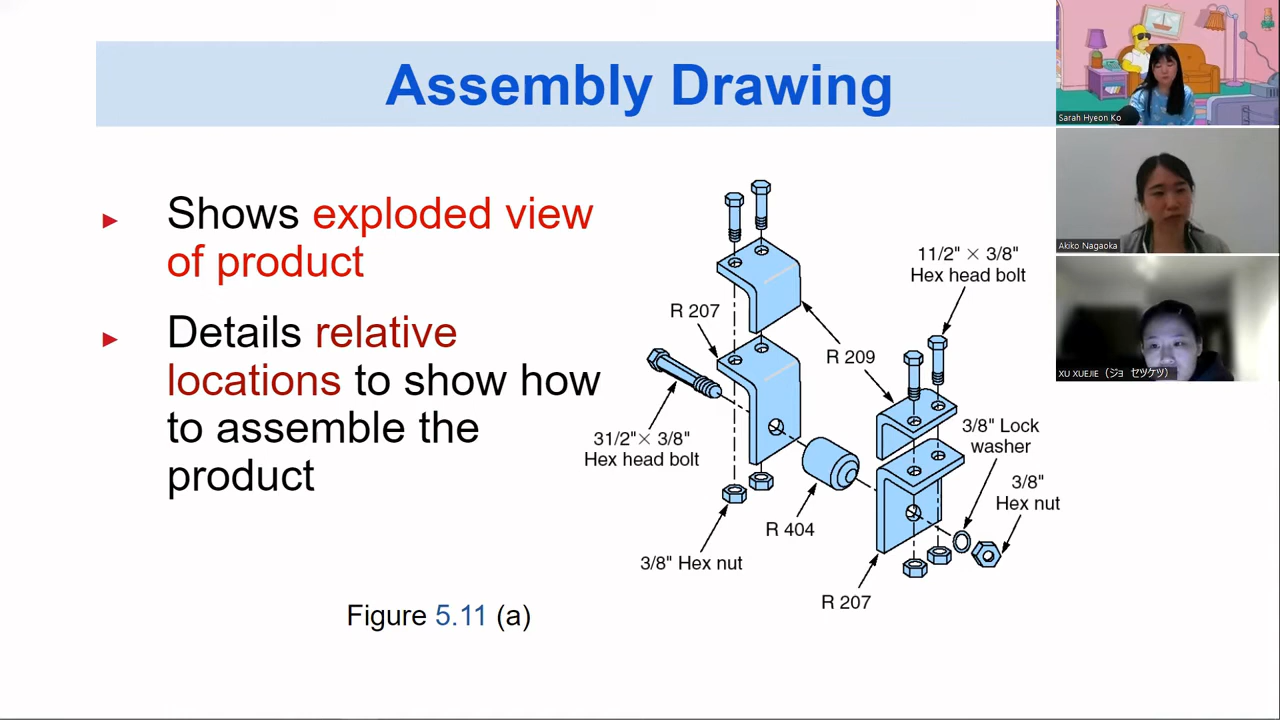 Assembly Drawing
► Shows exploded view
of product
► Details relative
locations to show how
to assemble the
product
Figure 5.11 (a)
R 207
11/2" × 3/8"
Hex head bolt
R 209
31/2"× 3/8"
Hex head bolt
3/8" Lock
washer
3/8"
Hex nut
R 404
3/8" Hex nut
R 207
Sarah Hyeon Ko
Akiko Nagaoka
XU XUEJIE（ジョ セツケツ）